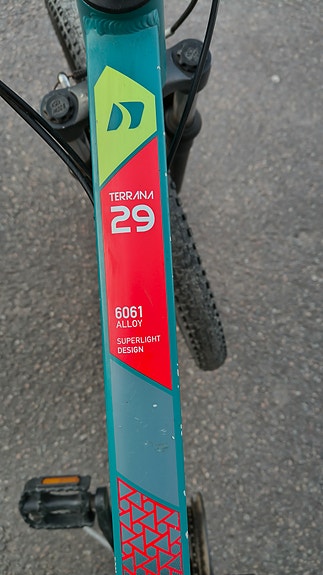 TERRANA
29
6061
ALLOY
SUPERLIGHT
DESIGN